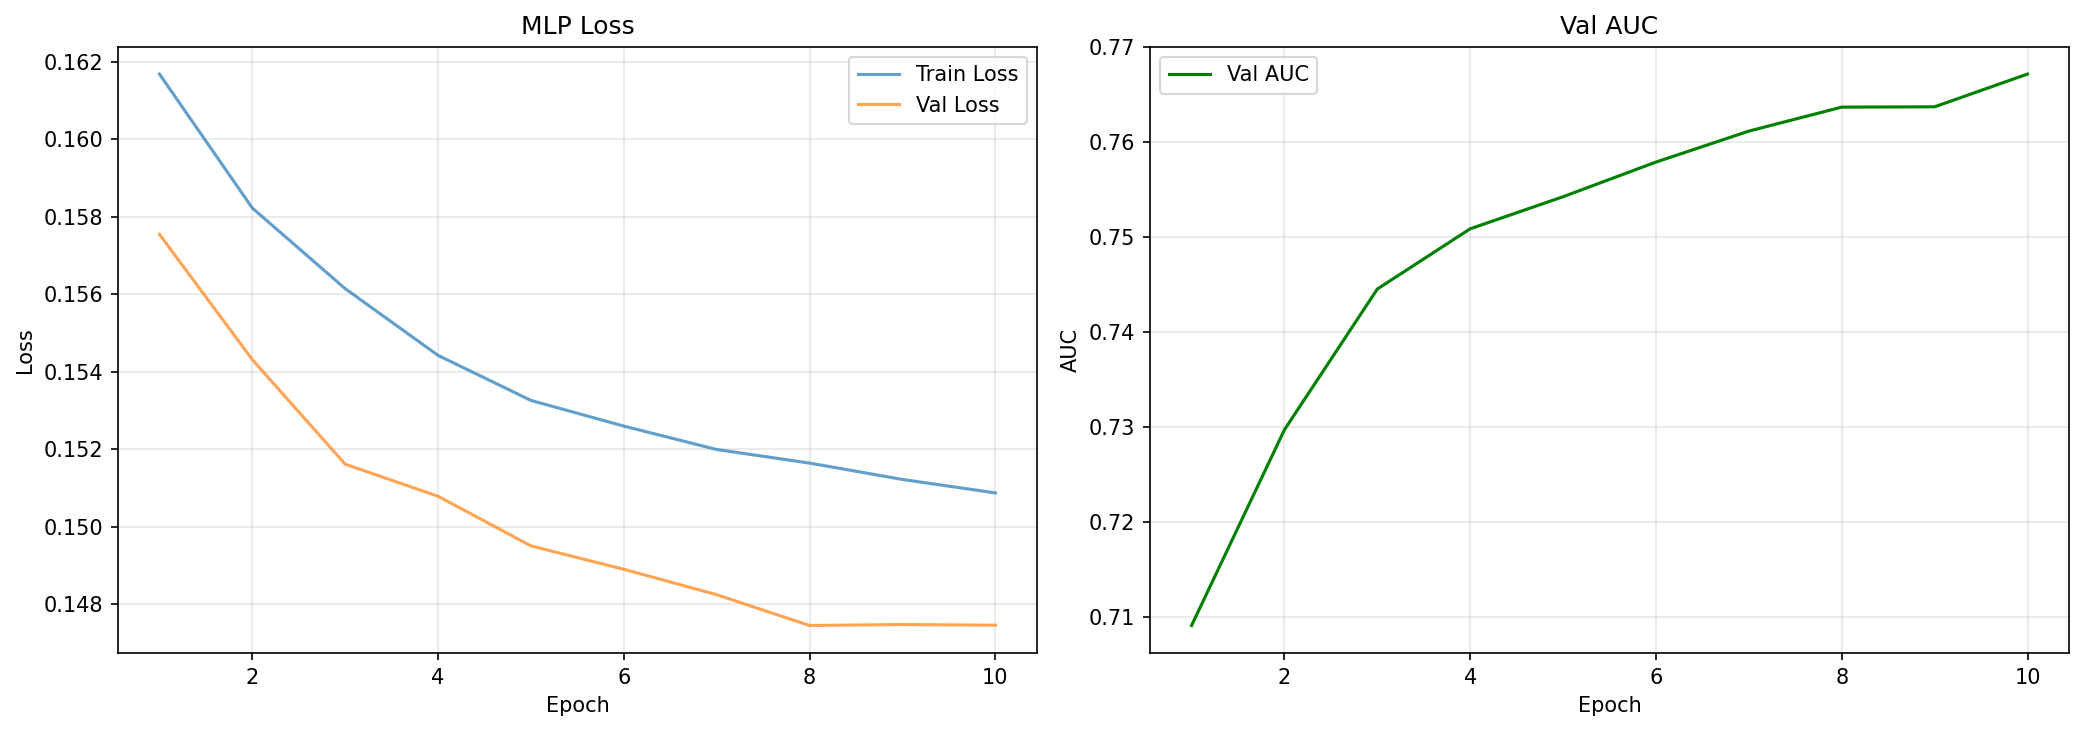 MLP Loss
0.162
0.160
0.158
0.156
0.154
0.152
0.150
0.148
Loss
Train Loss
Val Loss
2 4 6 8 10
Epoch
Val AUC
0.77
0.76
0.75
0.74
0.73
0.72
0.71
AUC
Val AUC
2 4 6 8 10
Epoch